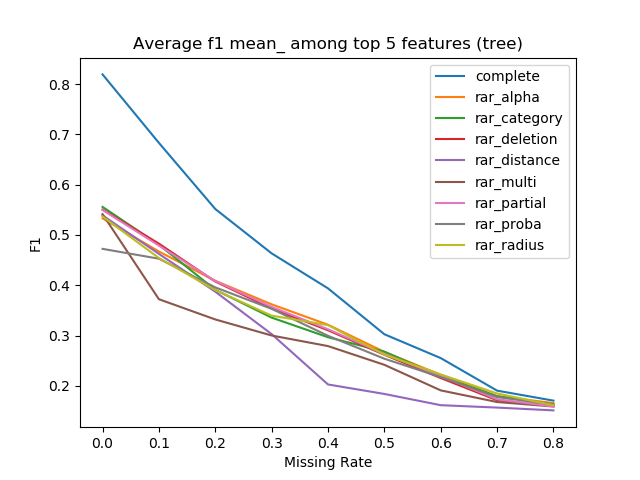 Average f1 mean_ among top 5 features (tree)
complete
rar_alpha
rar_category
rar_deletion
rar_distance
rar_multi
rar_partial
rar_proba
rar_radius
F1
0.8
0.7
0.6
0.5
0.4
0.3
0.2
0.0 0.1 0.2 0.3 0.4 0.5 0.6 0.7 0.8
Missing Rate